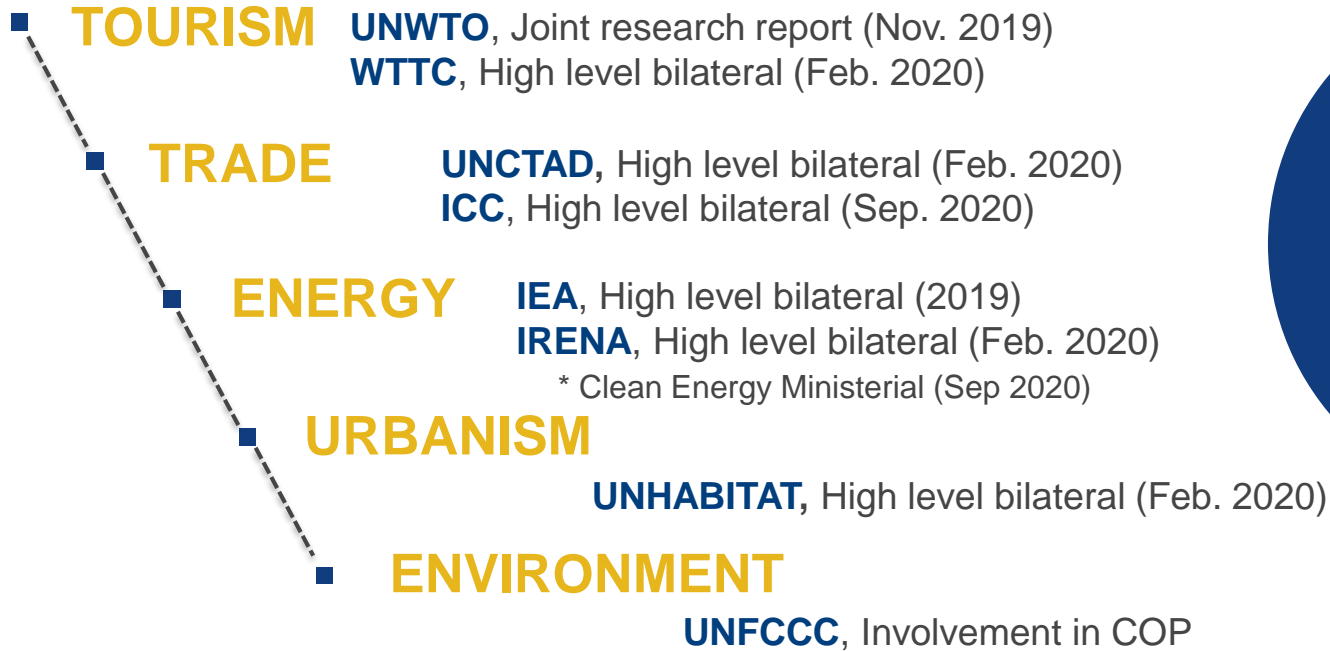 TOURISM UNWTO, Joint research report (Nov. 2019)
WTTC, High level bilateral (Feb. 2020)
TRADE UNCTAD, High level bilateral (Feb. 2020)
ICC, High level bilateral (Sep. 2020)
ENERGY IEA, High level bilateral (2019)
IRENA, High level bilateral (Feb. 2020)
* Clean Energy Ministerial (Sep 2020)
URBANISM
UNHABITAT, High level bilateral (Feb. 2020)
ENVIRONMENT
UNFCCC, Involvement in COP